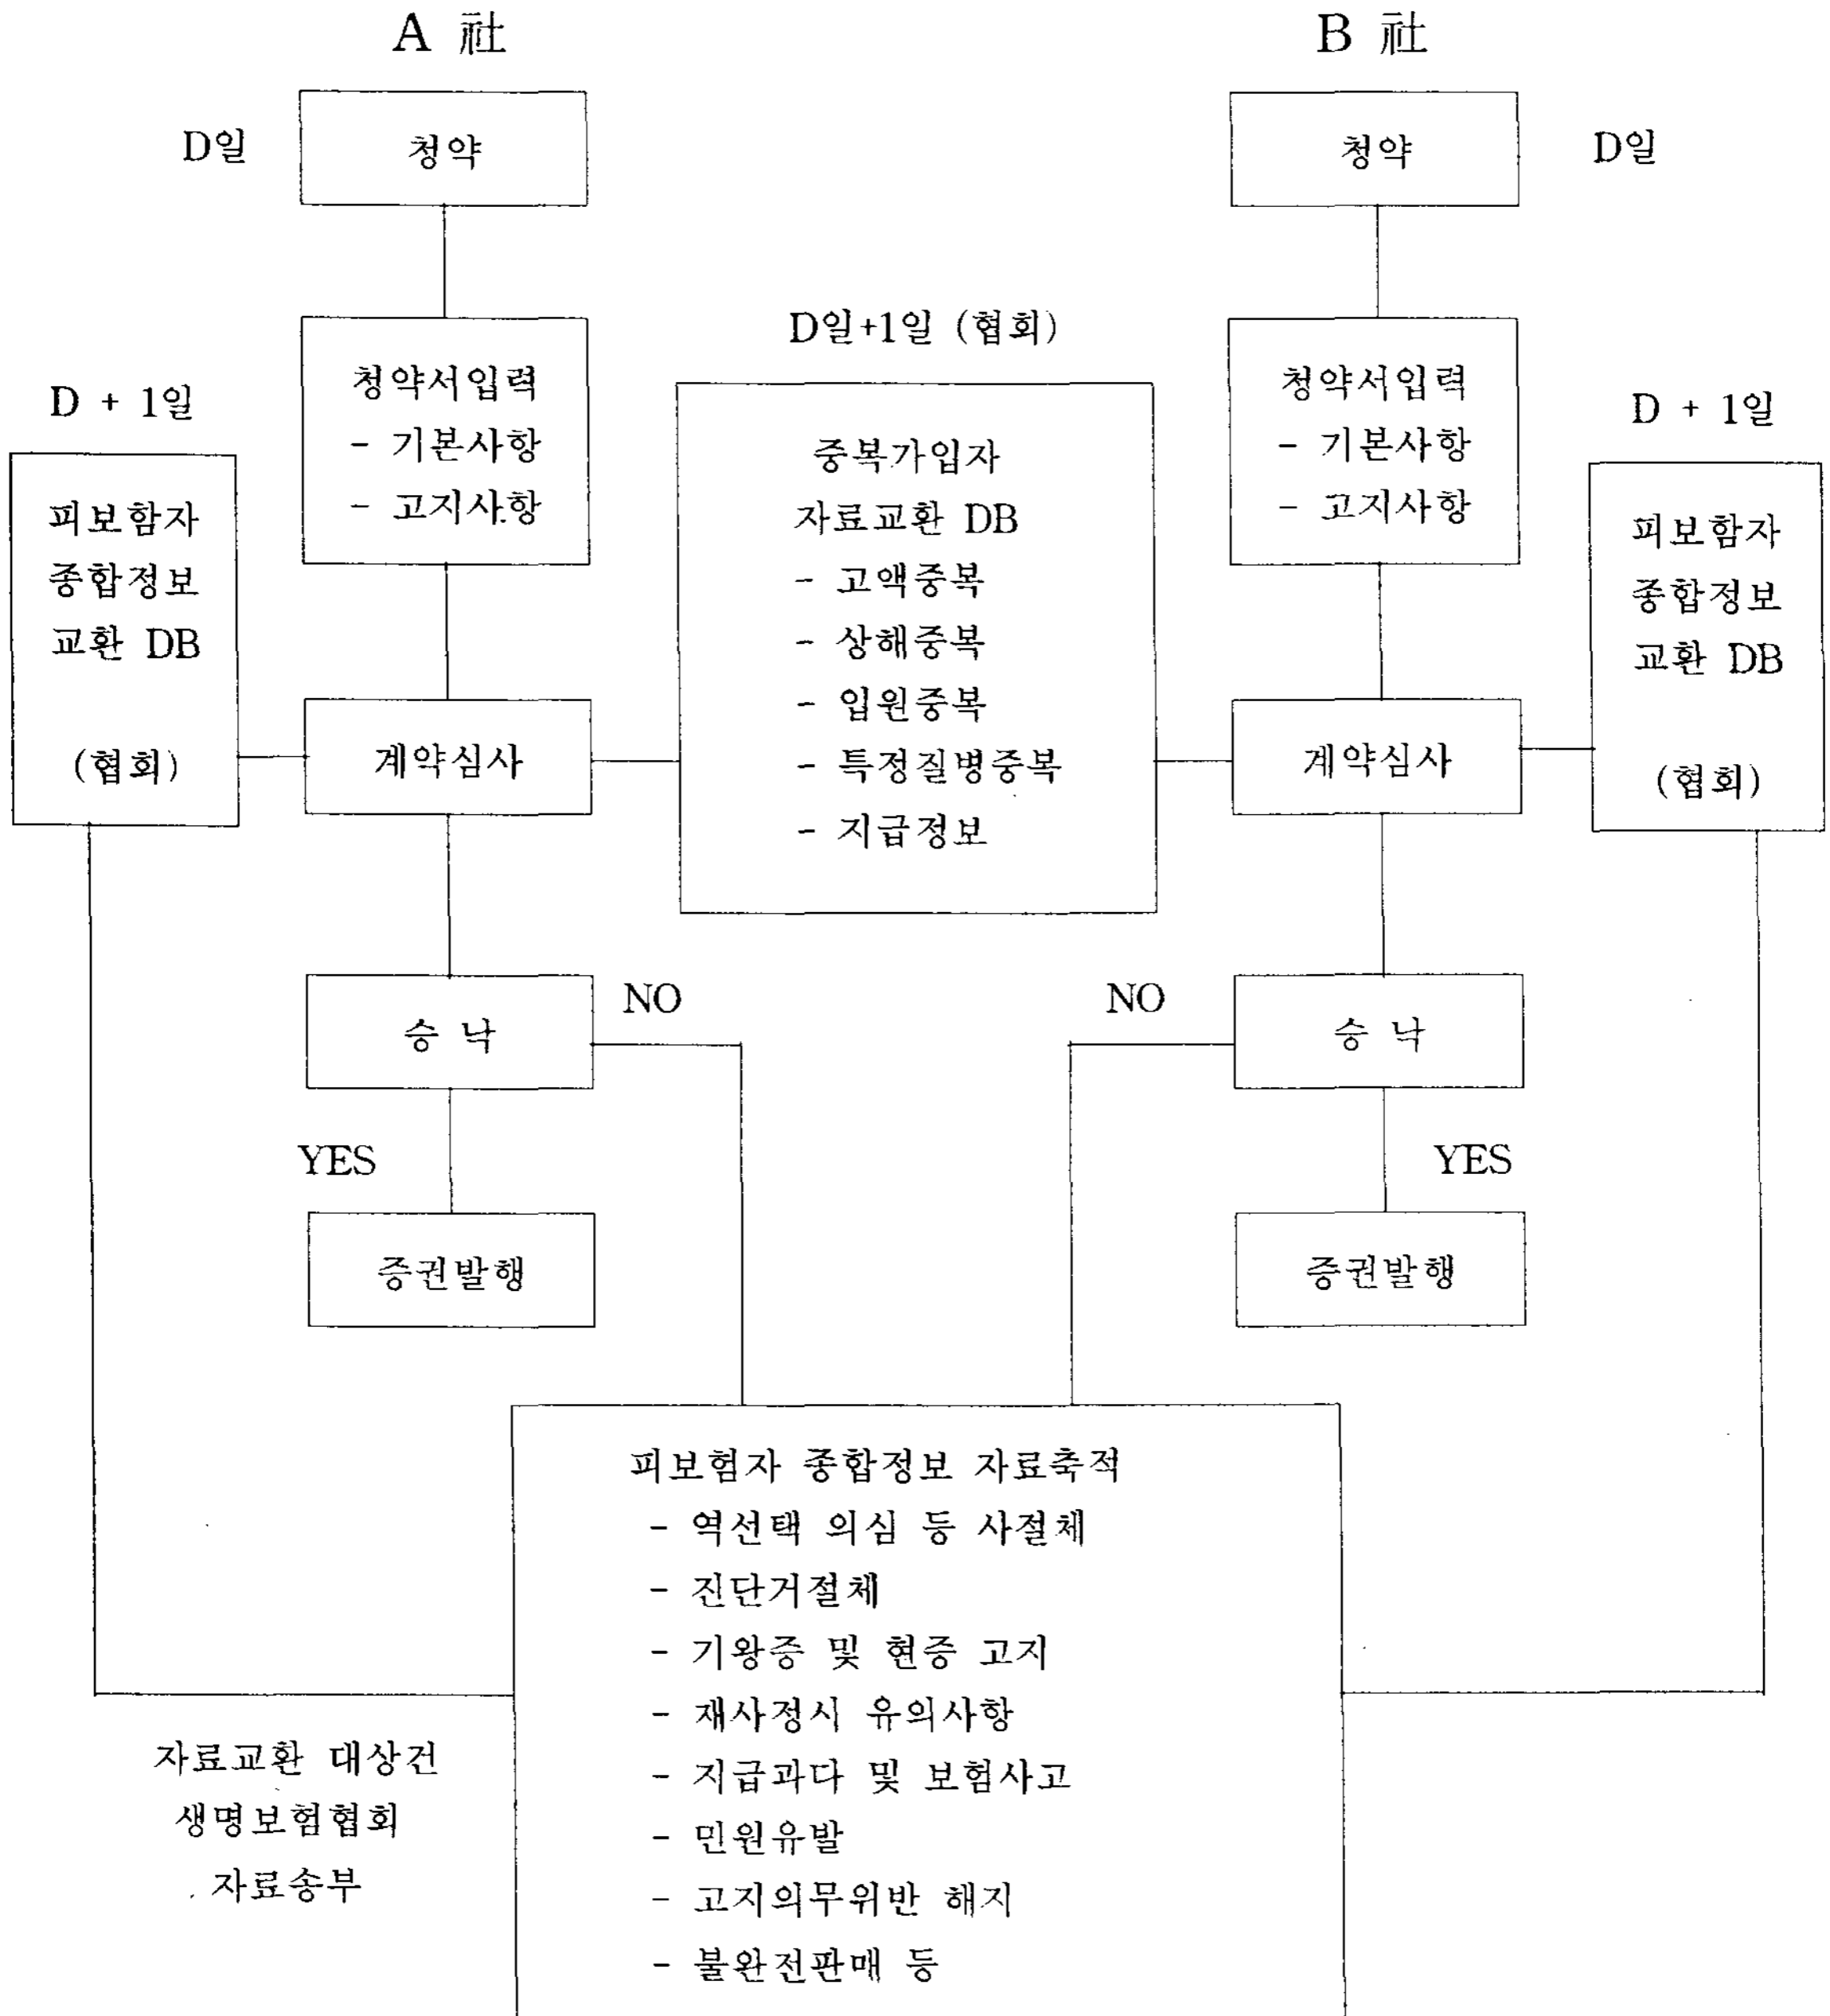 A 社
B 社
D일
청약
청약
D일
D일+1일 (협회)
청약서입력
- 기본사항
- 고지사항
청약서입력
- 기본사항
- 고지사항
D + 1일
피보함자
종합정보
교환 DB
(협회)
중복가입자
자료교환 DB
- 고액중복
- 상해중복
- 입원중복
- 특정질병중복
- 지급정보
D + 1일
피보함자
종합정보
교환 DB
(협회)
계약심사
계약심사
승 낙
NO
NO
승 낙
YES
YES
증권발행
증권발행
피보험자 종합정보 자료축적
- 역선택 의심 등 사절체
- 진단거절체
- 기왕증 및 현증 고지
- 재사정시 유의사항
- 지급과다 및 보험사고
- 민원유발
- 고지의무위반 해지
- 불완전판매 등
자료교환 대상건
생명보험협회
자료송부